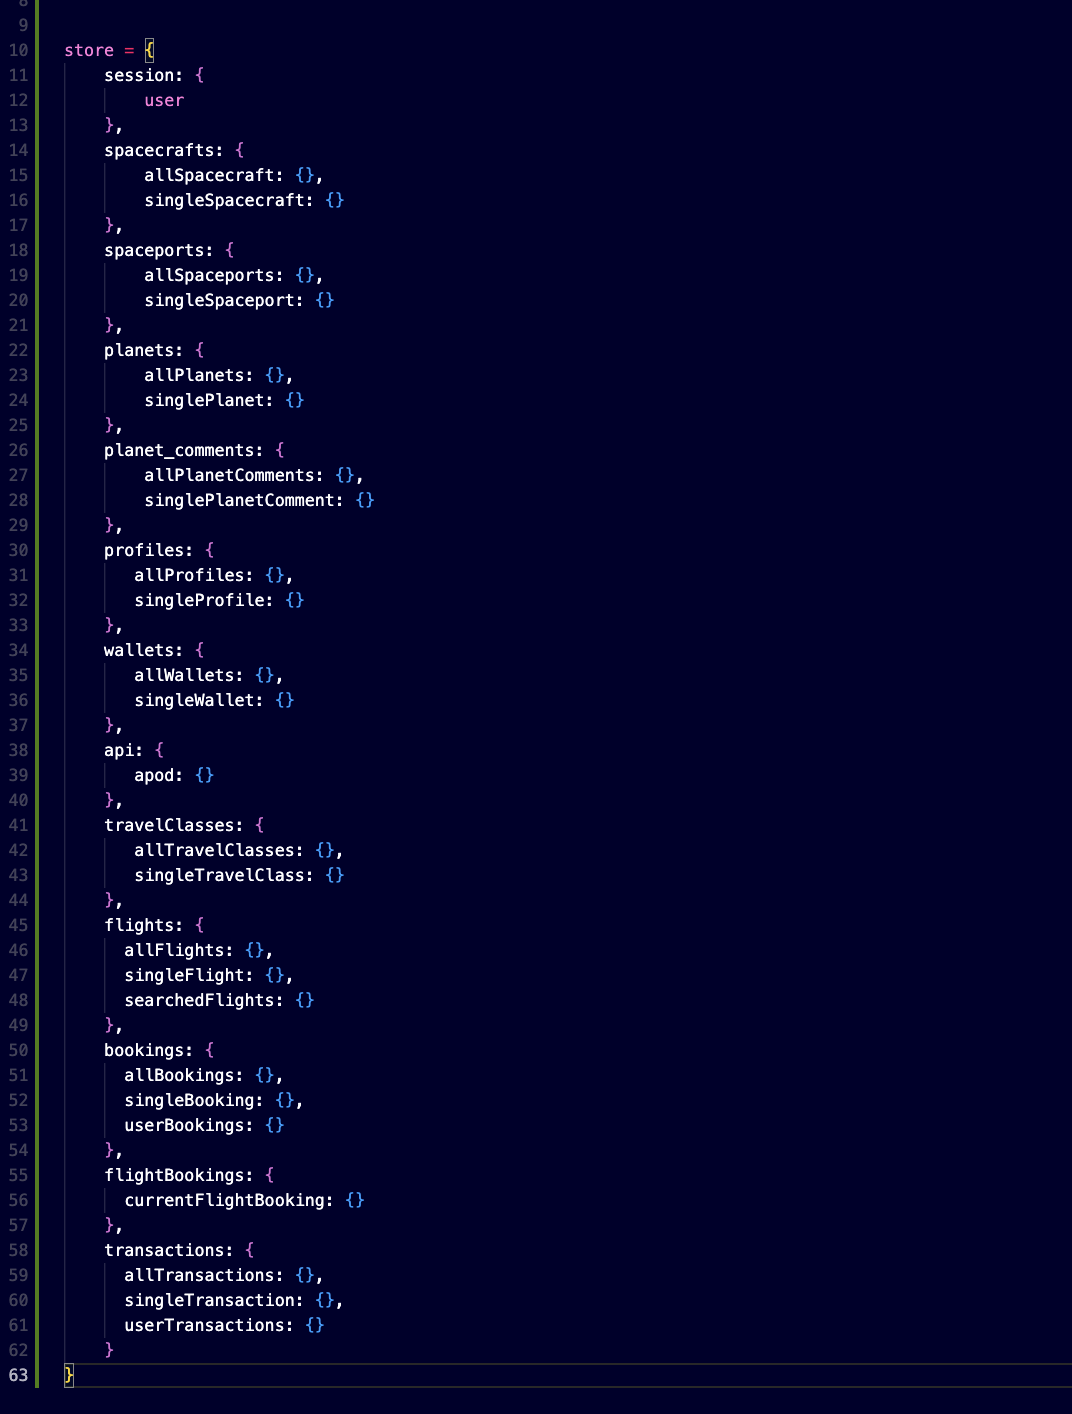 8
9
10 store = {
11 session: {
12 user
13 },
14 spacecrafts: {
15 allSpacecraft: {},
16 singleSpacecraft: {}
17 },
18 spaceports: {
19 allSpaceports: {},
20 singleSpaceport: {}
21 },
22 planets: {
23 allPlanets: {},
24 singlePlanet: {}
25 },
26 planet_comments: {
27 allPlanetComments: {},
28 singlePlanetComment: {}
29 },
30 profiles: {
31 allProfiles: {},
32 singleProfile: {}
33 },
34 wallets: {
35 allWallets: {},
36 singleWallet: {}
37 },
38 api: {
39 apod: {}
40 },
41 travelClasses: {
42 allTravelClasses: {},
43 singleTravelClass: {}
44 },
45 flights: {
46 allFlights: {},
47 singleFlight: {},
48 searchedFlights: {}
49 },
50 bookings: {
51 allBookings: {},
52 singleBooking: {},
53 userBookings: {}
54 },
55 flightBookings: {
56 currentFlightBooking: {}
57 },
58 transactions: {
59 allTransactions: {},
60 singleTransaction: {},
61 userTransactions: {}
62 }
63 }